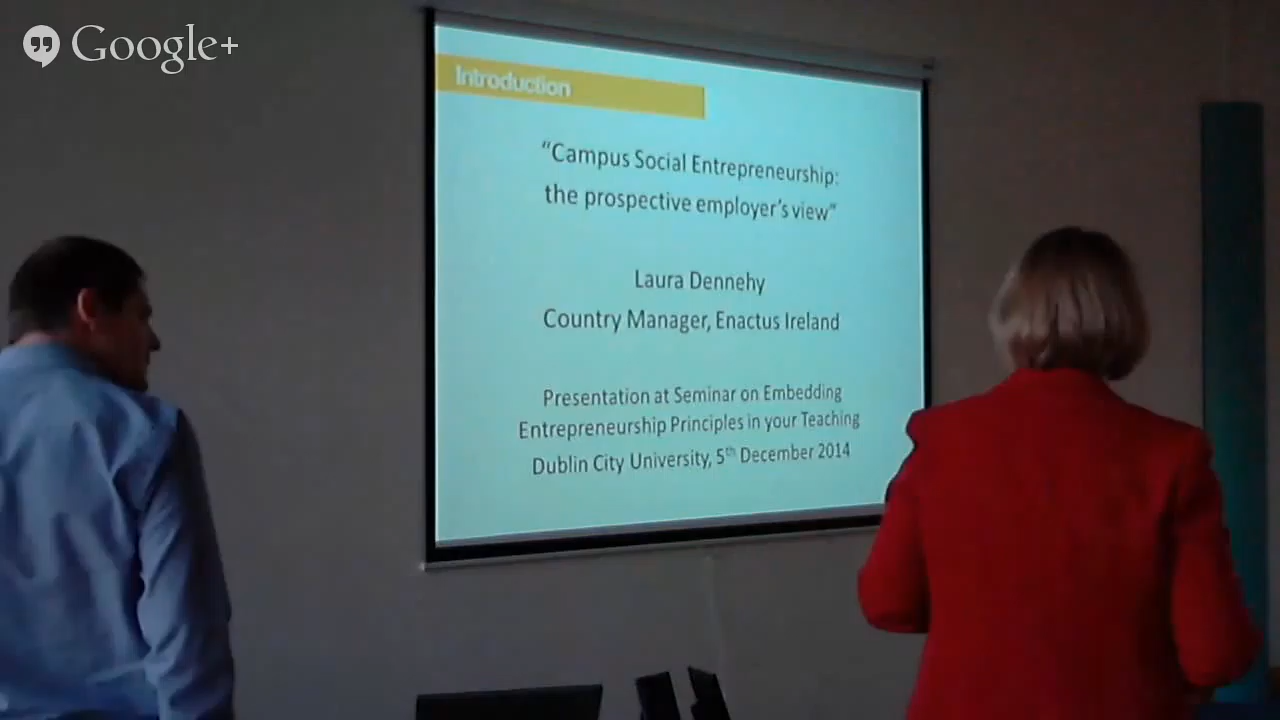 Google+
Introduction
“Campus Social Entrepreneurship:
the prospective employer’s view”
Laura Dennehy
Country Manager, Enactus Ireland
Presentation at Seminar on Embedding
Entrepreneurship Principles in your Teaching
Dublin City University, 5th December 2014